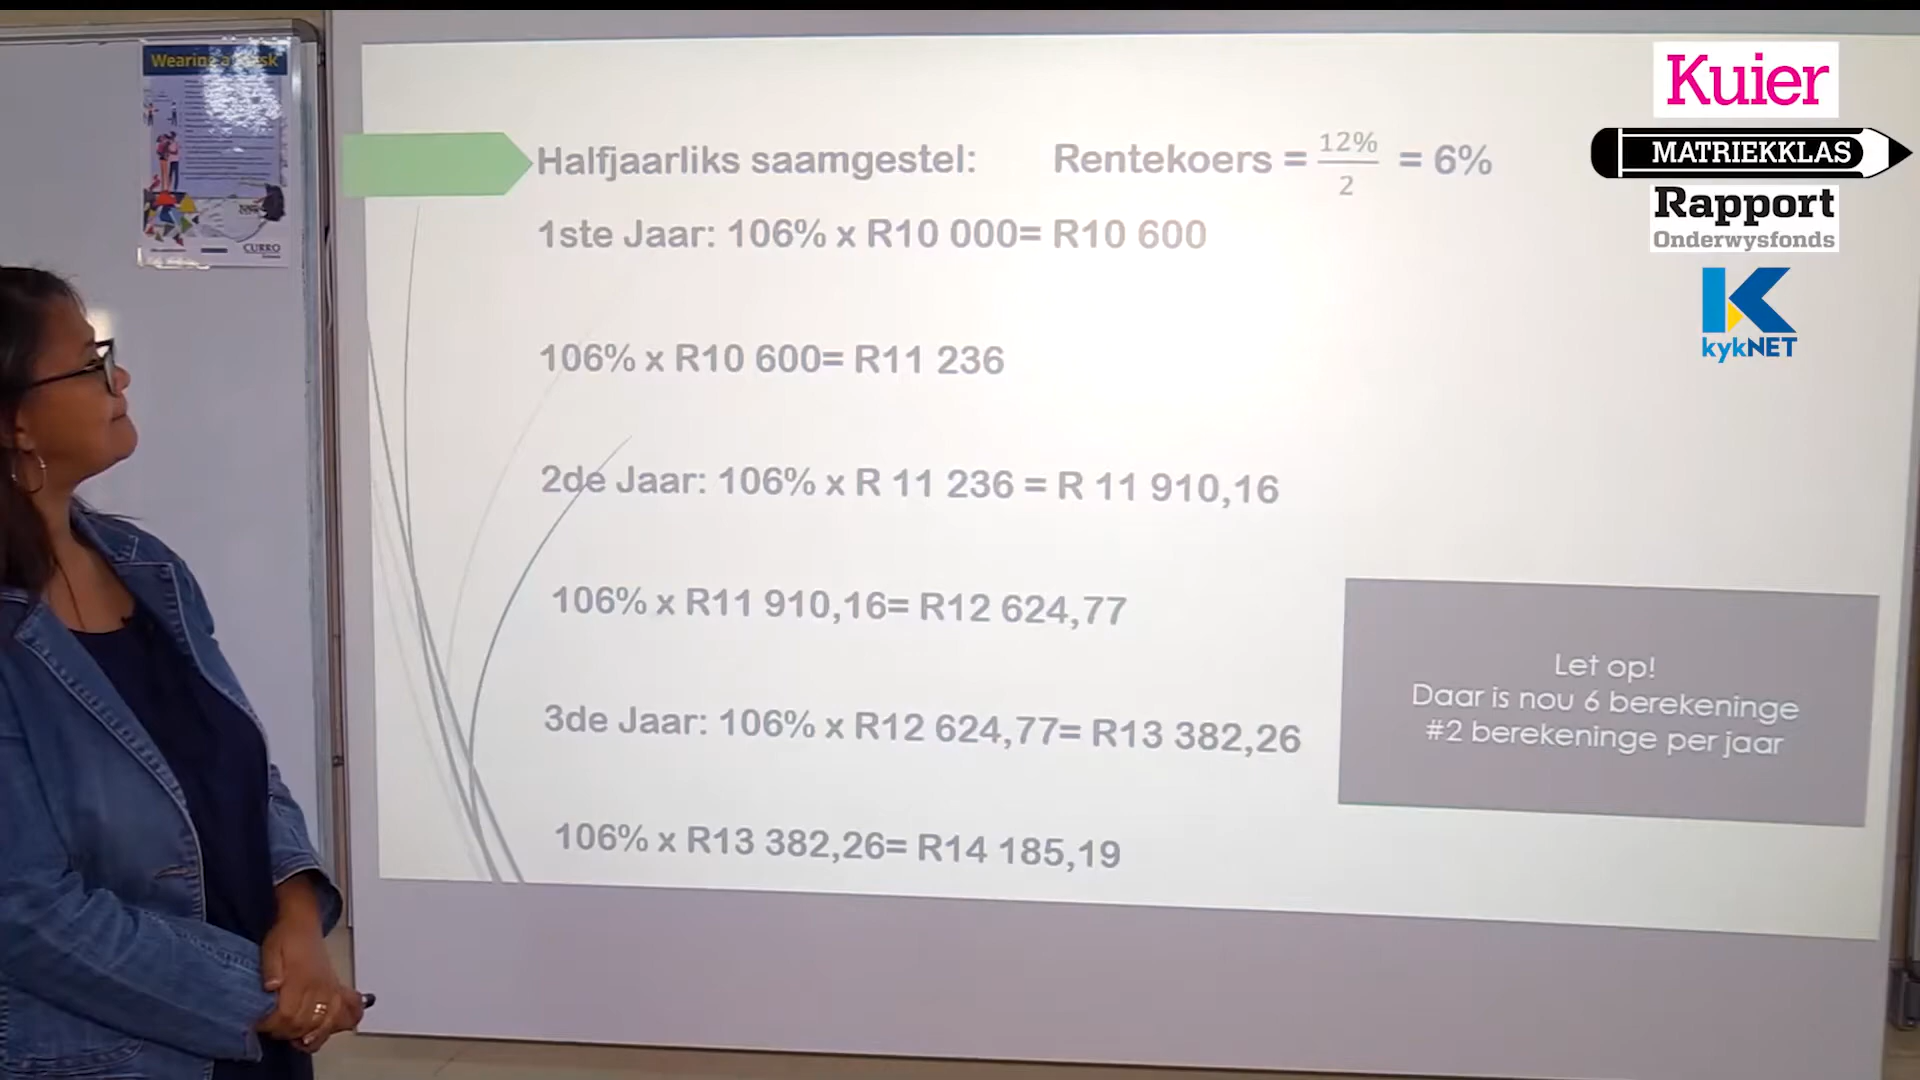 Wearing a Mask
CURRO
Halfjaarliks saamgestel: Rentekoers = 12%/2 = 6%
1ste Jaar: 106% x R10 000= R10 600
106% x R10 600= R11 236
2de Jaar: 106% x R 11 236 = R 11 910,16
106% x R11 910,16= R12 624,77
3de Jaar: 106% x R12 624,77= R13 382,26
106% x R13 382,26= R14 185,19
Let op!
Daar is nou 6 berekeninge
#2 berekeninge per jaar
Kuier
MATRIEKKLAS
Rapport
Onderwysfonds
kykNET